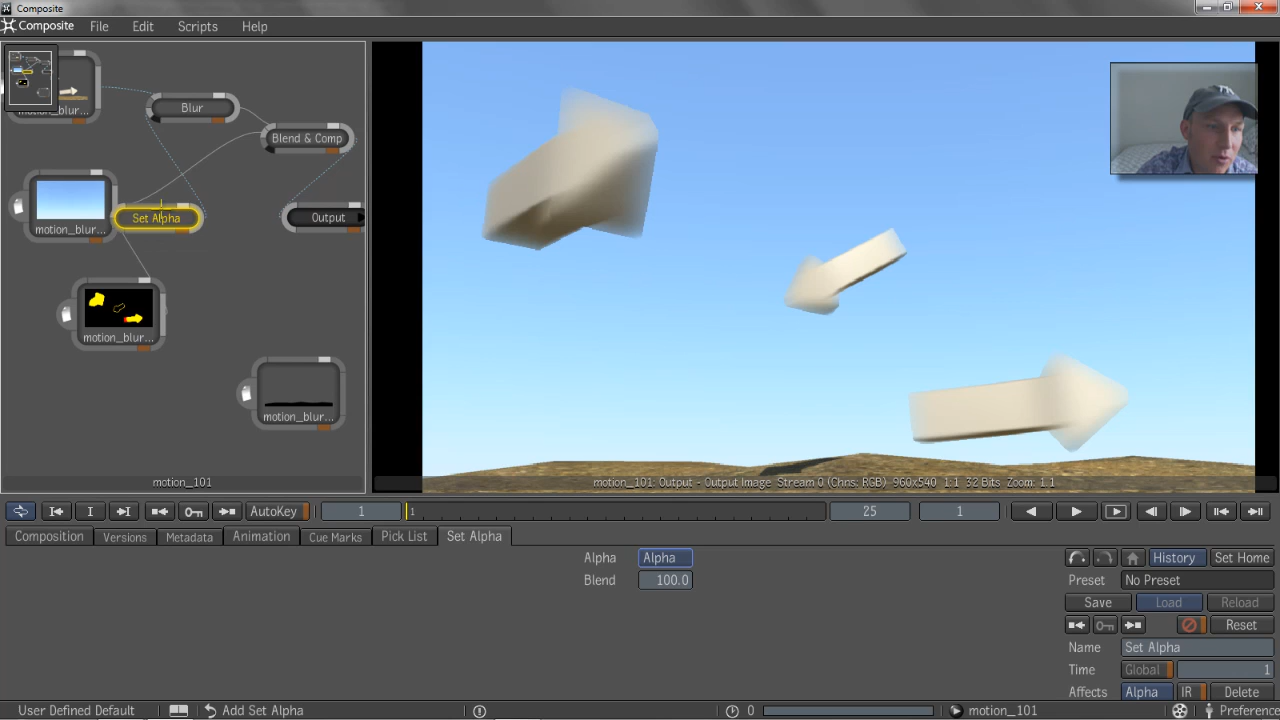 Composite
Composite File Edit Scripts Help
motion_blur...
Blur
Blend & Comp
Set Alpha
Output
motion_blur...
motion_blur...
motion_blur...
motion_101
motion_101: Output - Output Image Stream 0 (Chns: RGB) 960x540 1:1 32 Bits Zoom: 1.1
AutoKey 1 1 25 1
Composition Versions Metadata Animation Cue Marks Pick List Set Alpha
Alpha Alpha
Blend 100.0
History Set Home
Preset No Preset
Save Load Reload
Reset
Name Set Alpha
Time Global 1
Affects Alpha IR Delete
User Defined Default Add Set Alpha 0 motion_101 Preference